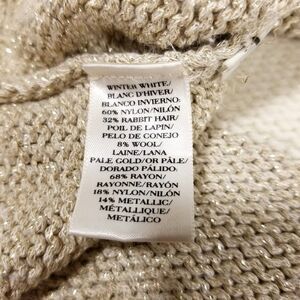 WINTER WHITE/
BLANC D'HIVER/
BLANCO INVIERNO:
60% NYLON/NILÓN
32% RABBIT HAIR/
POIL DE LAPIN/
PELO DE CONEJO
8% WOOL/
LAINE/LANA
PALE GOLD/OR PÂLE/
DORADO PÁLIDO:
68% RAYON/
RAYONNE/RAYÓN
18% NYLON/NILÓN
14% METALLIC/
MÉTALLIQUE/
METÁLICO